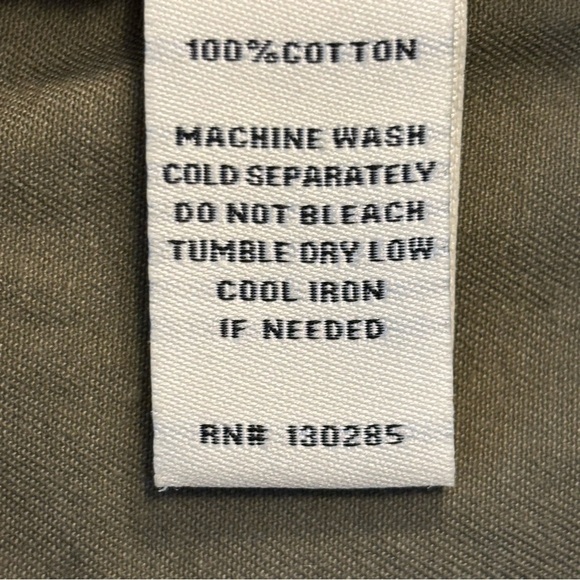 100%COTTON
MACHINE WASH
COLD SEPARATELY
DO NOT BLEACH
TUMBLE DRY LOW
COOL IRON
IF NEEDED
RN# 130285